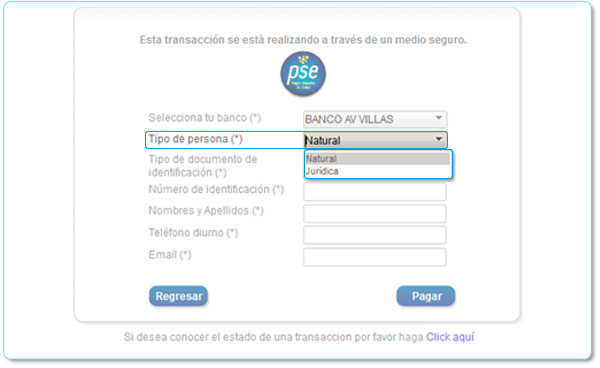 Esta transacción se està realizando a través de un medio seguro.
pse
Selecciona tu banco (*)
BANCO AV VILLAS
Tipo de persona (*)
Natural
Natural
Jurídica
Tipo de documento de
identificación (*)
Número de identificación (*)
Nombres y Apellidos (*)
Teléfono diurno (*)
Email (*)
Regresar
Pagar
Si desea conocer el estado de una transaccion por favor haga Click aquí